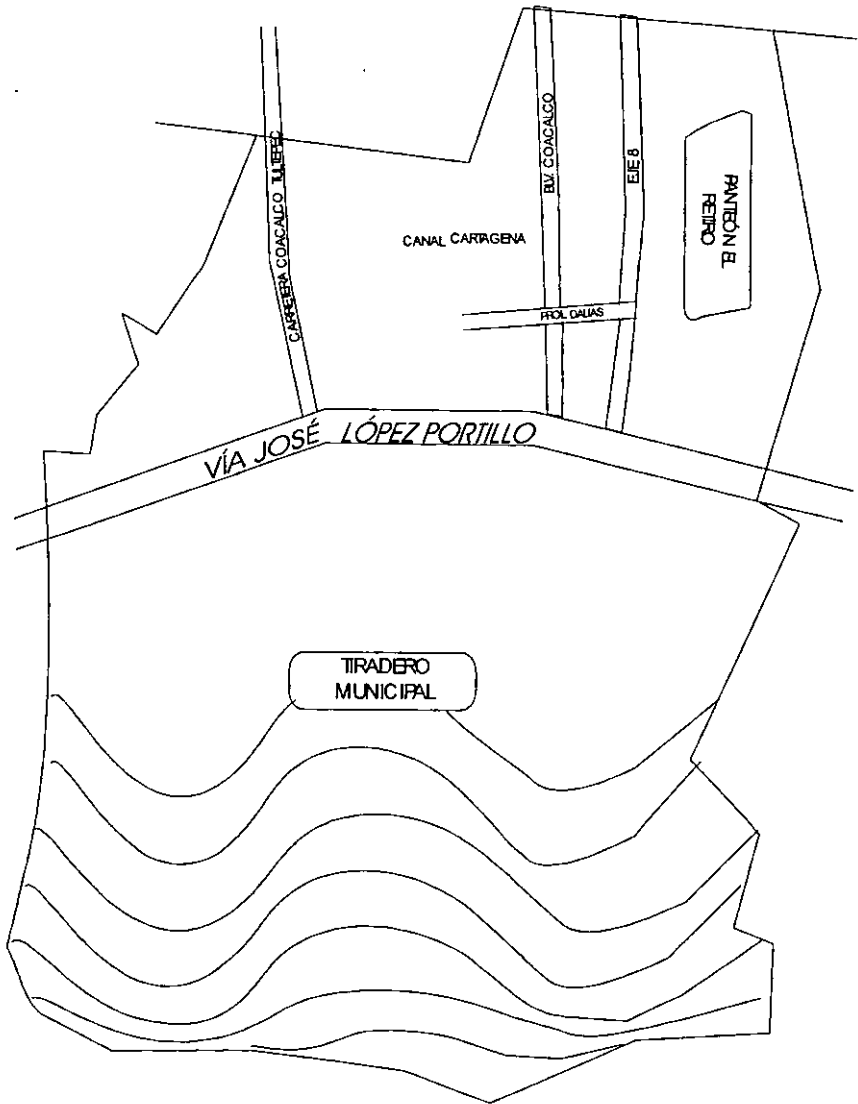 CARRETERA COACALCO TULTEPEC
BLV. COACALCO
EJE 8
PANTEÓN EL
RETIRO
CANAL CARTAGENA
PROL DALIAS
VÍA JOSÉ LÓPEZ PORTILLO
TIRADERO
MUNICIPAL